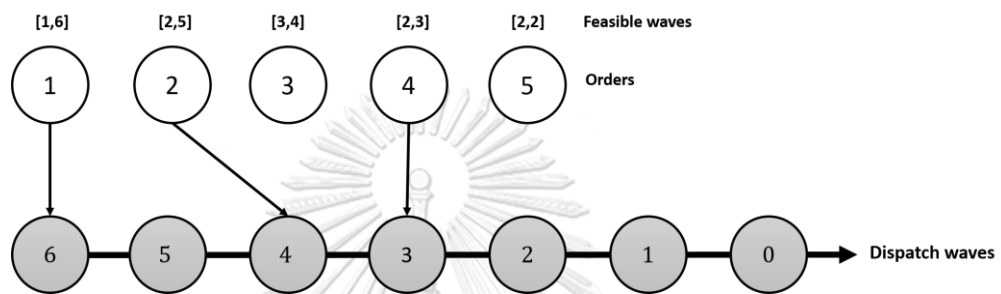 [1,6] [2,5] [3,4] [2,3] [2,2] Feasible waves
1 2 3 4 5 Orders
6 5 4 3 2 1 0 Dispatch waves